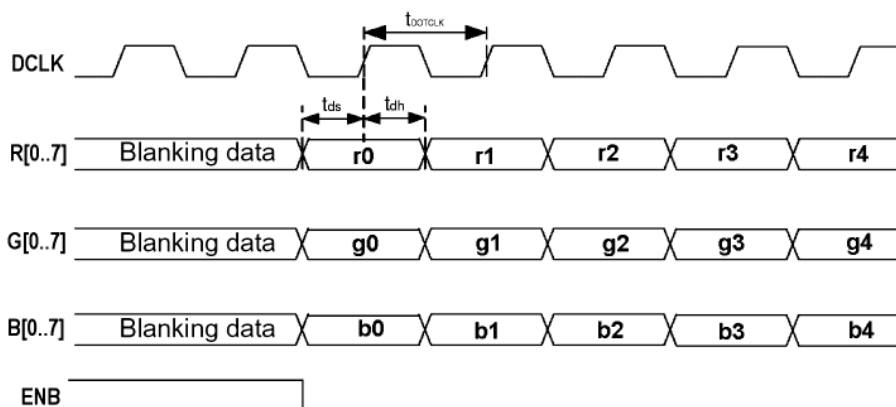 tDOTCLK
DCLK
tds tdh
R[0..7] Blanking data r0 r1 r2 r3 r4
G[0..7] Blanking data g0 g1 g2 g3 g4
B[0..7] Blanking data b0 b1 b2 b3 b4
ENB